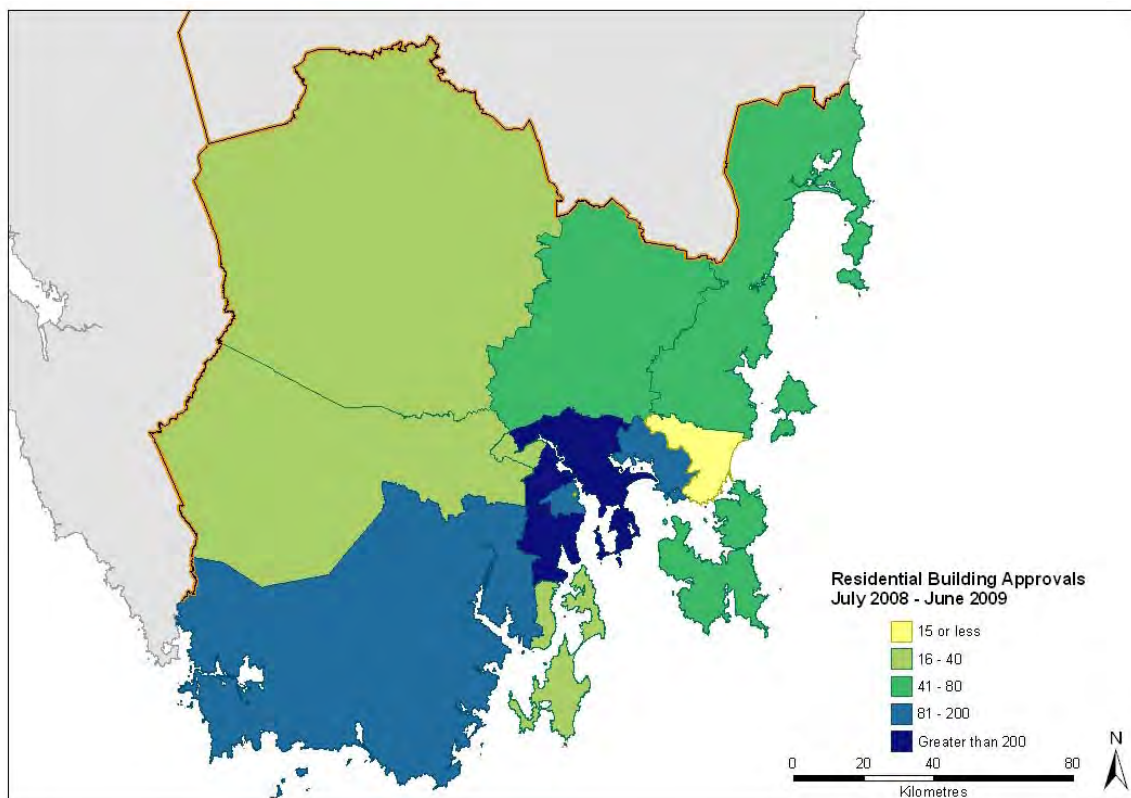 Residential Building Approvals
July 2008 - June 2009
15 or less
16 - 40
41 - 80
81 - 200
Greater than 200
N
0 20 40 80
Kilometres